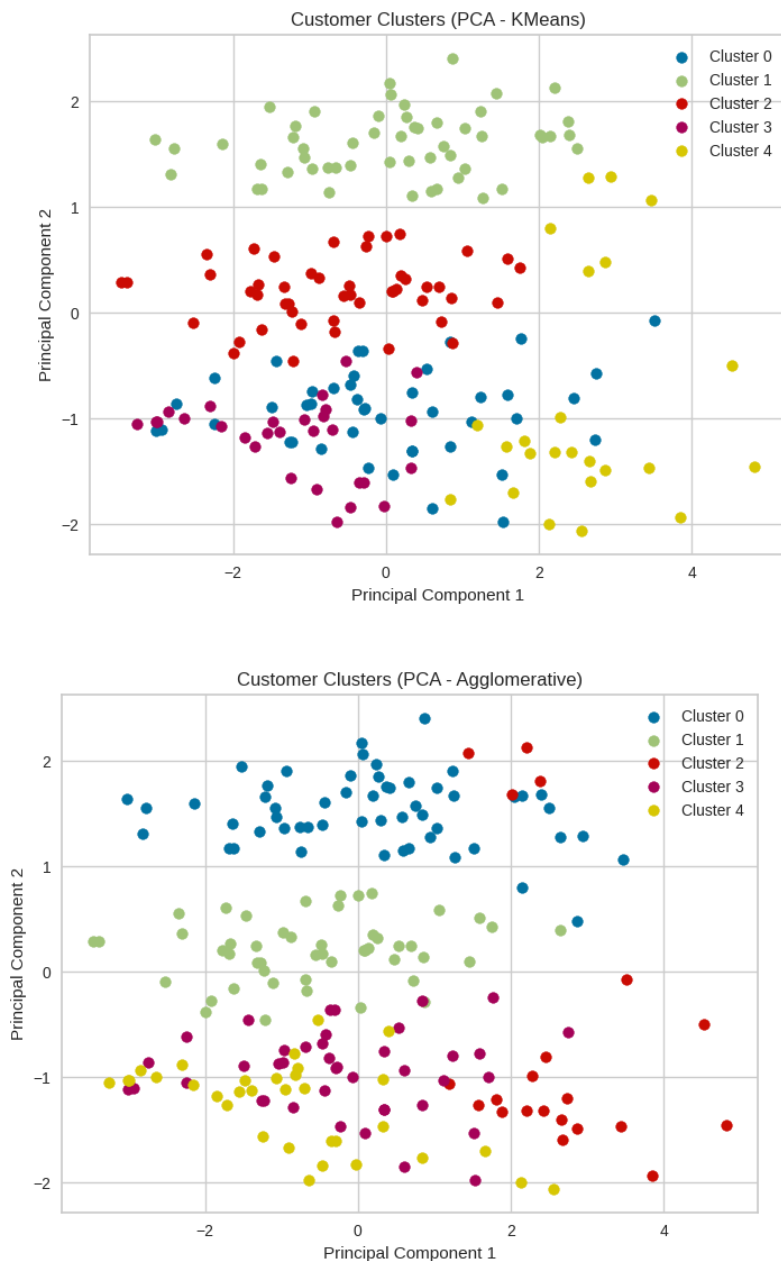 Customer Clusters (PCA - KMeans)
Cluster 0
Cluster 1
Cluster 2
Cluster 3
Cluster 4
2
1
0
−1
−2
Principal Component 2
−2
0
2
4
Principal Component 1
Customer Clusters (PCA - Agglomerative)
Cluster 0
Cluster 1
Cluster 2
Cluster 3
Cluster 4
2
1
0
−1
−2
Principal Component 2
−2
0
2
4
Principal Component 1